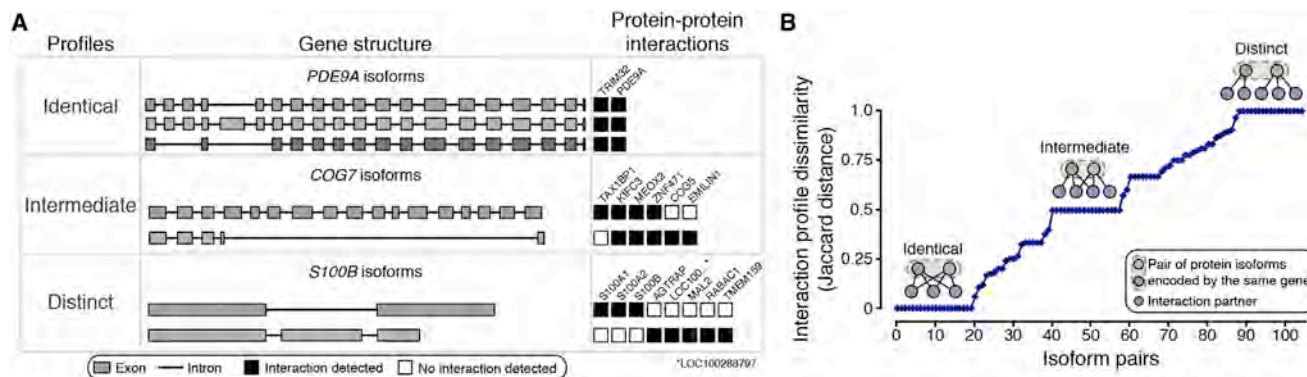 A
Profiles
Gene structure
Protein-protein
interactions
PDE9A isoforms
Identical
TRIM32
PDE9A
COG7 isoforms
Intermediate
TAX1BP1
KIFC3
MEOX2
ZNF471
COG5
EMILIN1
S100B isoforms
Distinct
S100A1
S100A2
S100B
AGTRAP
LOC100...*
MAL2
RABAC1
TMEM159
Exon
Intron
Interaction detected
No interaction detected
*LOC100288797
B
Interaction profile dissimilarity
(Jaccard distance)
1.0
0.75
0.5
0.25
0
Identical
Intermediate
Distinct
Pair of protein isoforms
encoded by the same gene
Interaction partner
0 10 20 30 40 50 60 70 80 90 100
Isoform pairs